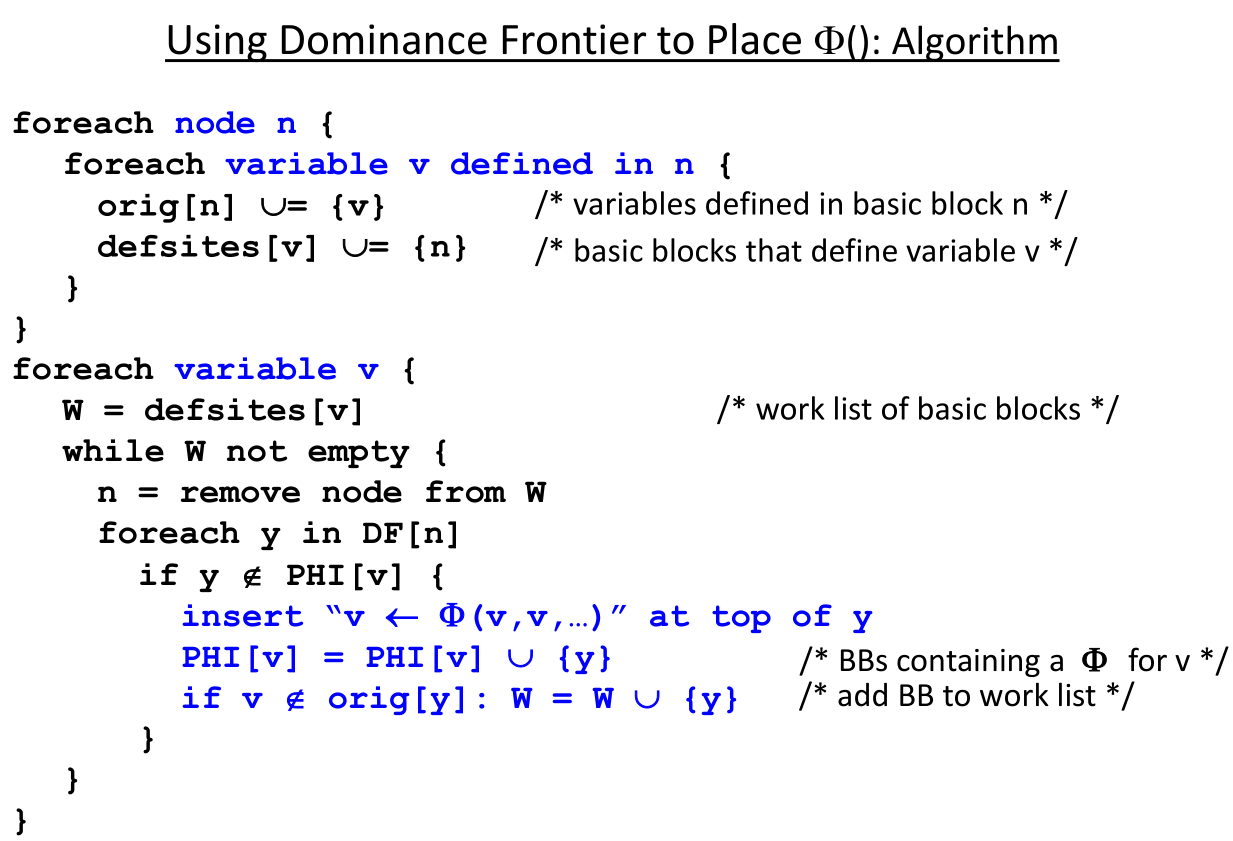 Using Dominance Frontier to Place Φ(): Algorithm
foreach node n {
foreach variable v defined in n {
orig[n] ∪= {v} /* variables defined in basic block n */
defsites[v] ∪= {n} /* basic blocks that define variable v */
}
}
foreach variable v {
W = defsites[v] /* work list of basic blocks */
while W not empty {
n = remove node from W
foreach y in DF[n]
if y ∉ PHI[v] {
insert “v ← Φ(v,v,…)” at top of y
PHI[v] = PHI[v] ∪ {y} /* BBs containing a Φ for v */
if v ∉ orig[y]: W = W ∪ {y} /* add BB to work list */
}
}
}